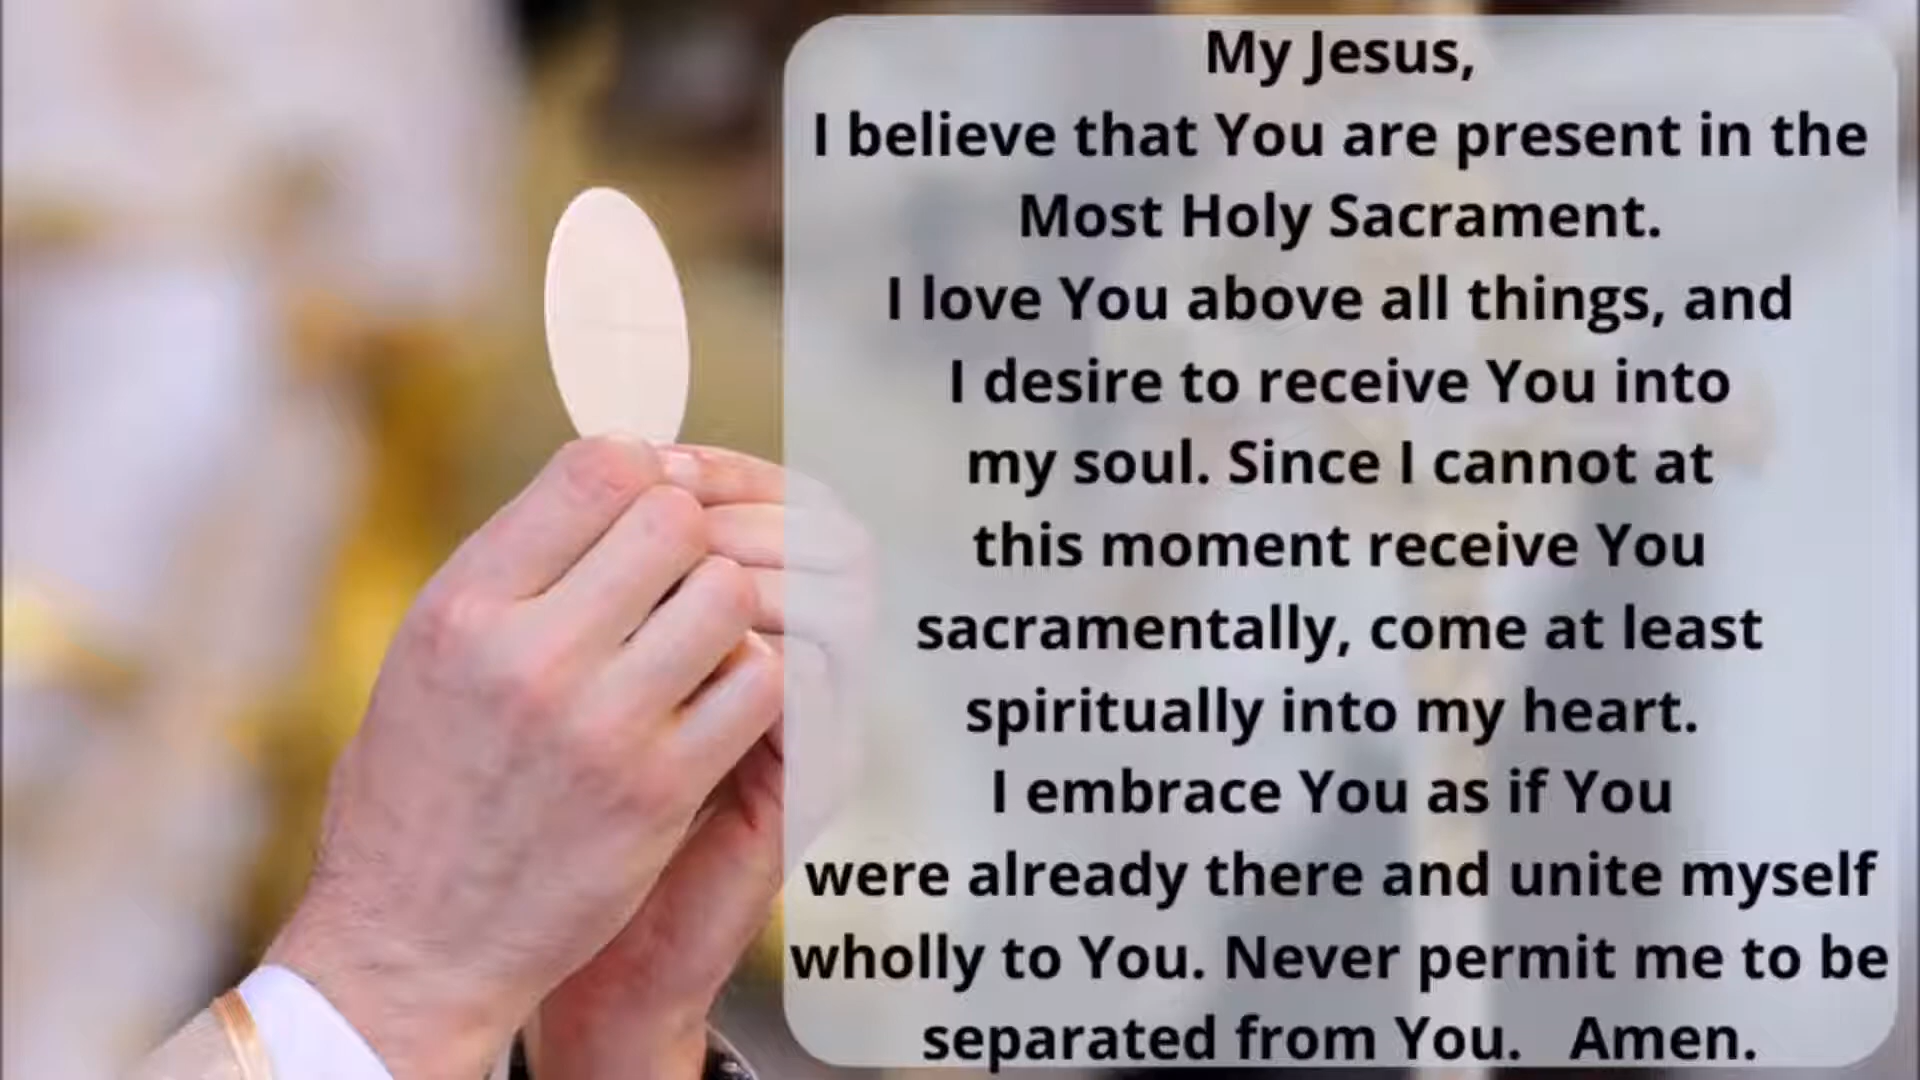 My Jesus,
I believe that You are present in the
Most Holy Sacrament.
I love You above all things, and
I desire to receive You into
my soul. Since I cannot at
this moment receive You
sacramentally, come at least
spiritually into my heart.
I embrace You as if You
were already there and unite myself
wholly to You. Never permit me to be
separated from You. Amen.